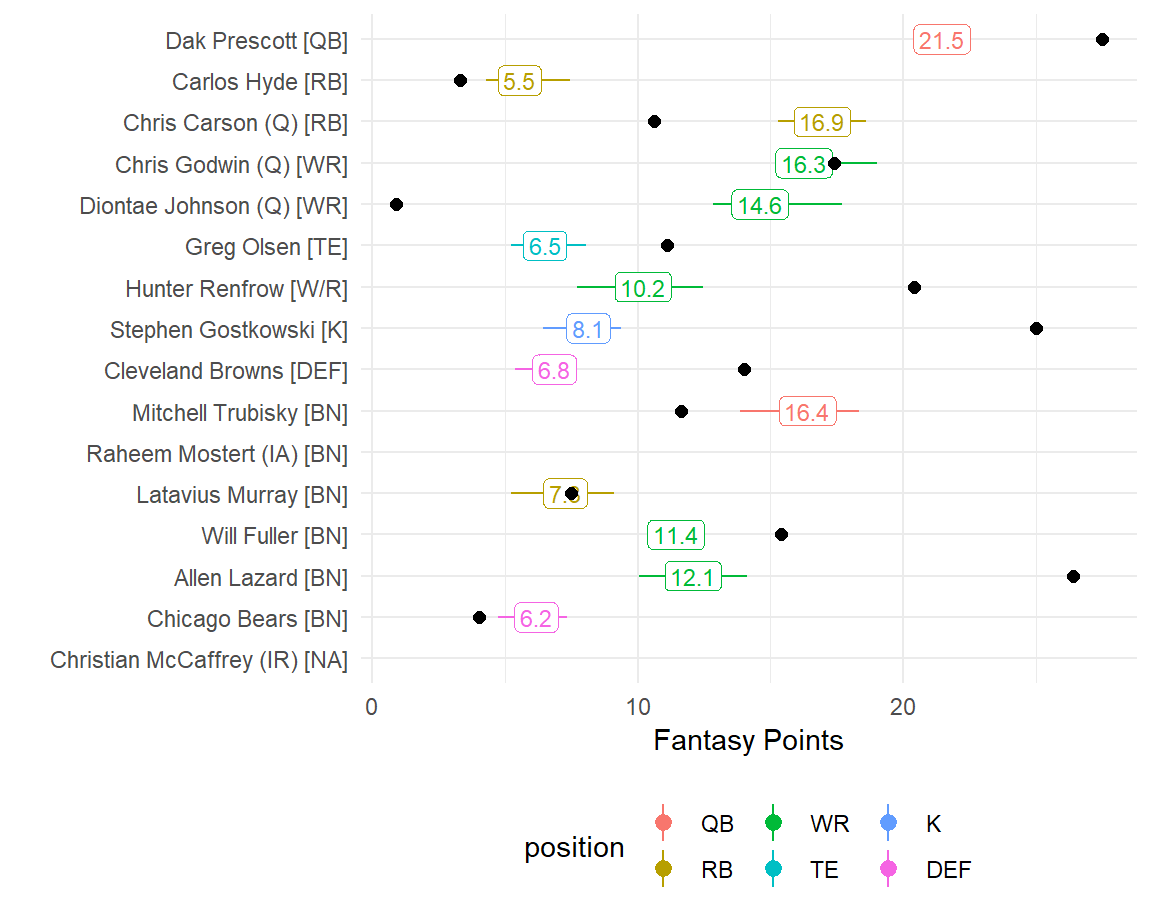 Dak Prescott [QB] 21.5
Carlos Hyde [RB] 5.5
Chris Carson (Q) [RB] 16.9
Chris Godwin (Q) [WR] 16.3
Diontae Johnson (Q) [WR] 14.6
Greg Olsen [TE] 6.5
Hunter Renfrow [W/R] 10.2
Stephen Gostkowski [K] 8.1
Cleveland Browns [DEF] 6.8
Mitchell Trubisky [BN] 16.4
Raheem Mostert (IA) [BN]
Latavius Murray [BN]
Will Fuller [BN] 11.4
Allen Lazard [BN] 12.1
Chicago Bears [BN] 6.2
Christian McCaffrey (IR) [NA]
0 10 20
Fantasy Points
position
QB WR K
RB TE DEF